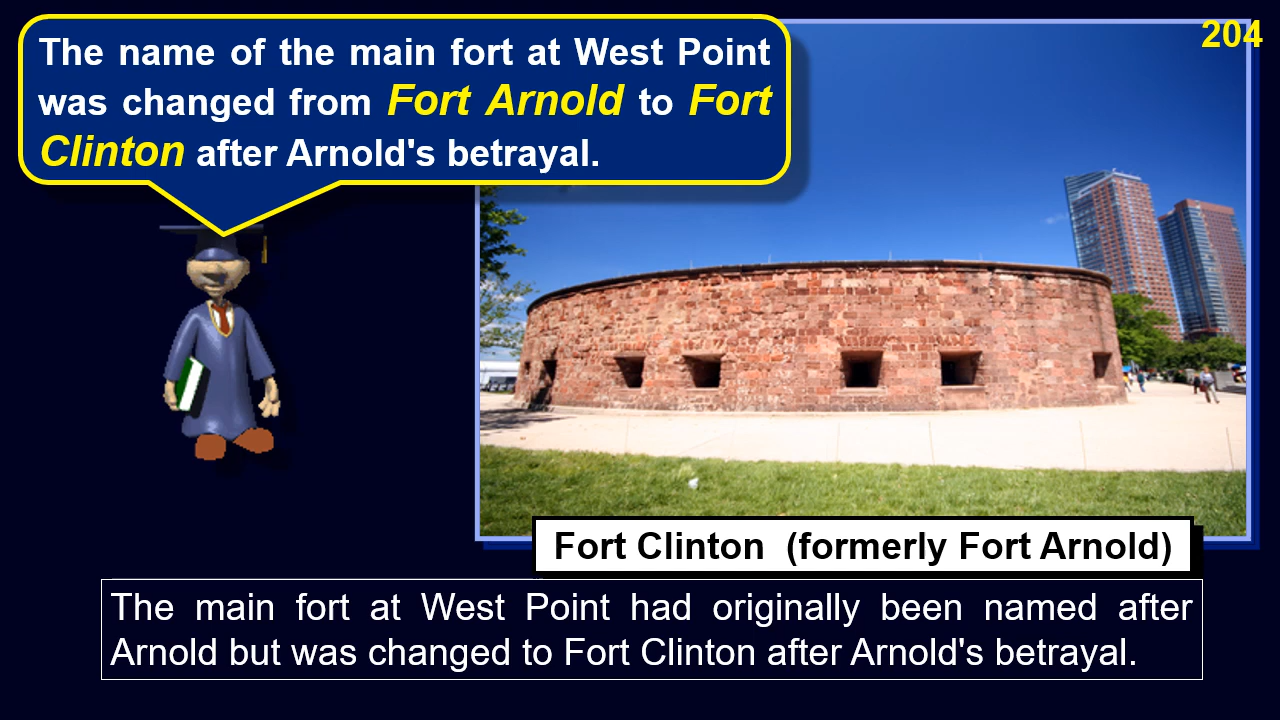 The name of the main fort at West Point
was changed from Fort Arnold to Fort
Clinton after Arnold's betrayal.
204
Fort Clinton (formerly Fort Arnold)
The main fort at West Point had originally been named after
Arnold but was changed to Fort Clinton after Arnold's betrayal.